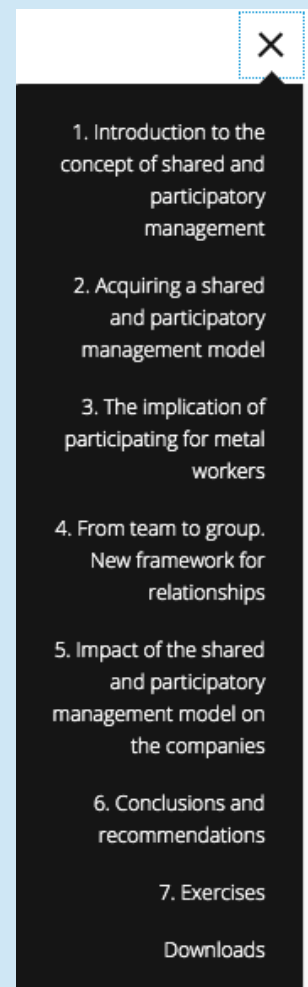 1. Introduction to the
concept of shared and
participatory
management
2. Acquiring a shared
and participatory
management model
3. The implication of
participating for metal
workers
4. From team to group.
New framework for
relationships
5. Impact of the shared
and participatory
management model on
the companies
6. Conclusions and
recommendations
7. Exercises
Downloads